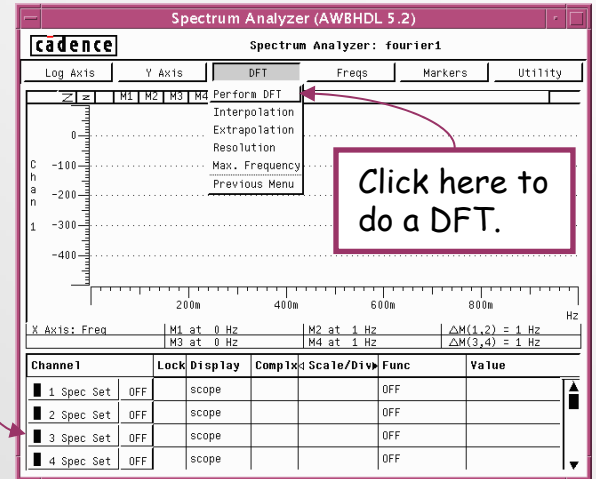 Spectrum Analyzer (AWBHDL 5.2)
cādence
Spectrum Analyzer: fourier1
Log Axis Y Axis DFT Freqs Markers Utility
Z z M1 M2 M3 M4
Perform DFT
Interpolation
Extrapolation
Resolution
Max. Frequency
Previous Menu
Click here to
do a DFT.
Chan 1
0
-100
-200
-300
-400
200m 400m 600m 800m
Hz
X Axis: Freq M1 at 0 Hz M2 at 1 Hz △M(1,2) = 1 Hz
M3 at 0 Hz M4 at 1 Hz △M(3,4) = 1 Hz
Channel Lock Display Complx Scale/Div Func Value
1 Spec Set OFF scope OFF
2 Spec Set OFF scope OFF
3 Spec Set OFF scope OFF
4 Spec Set OFF scope OFF